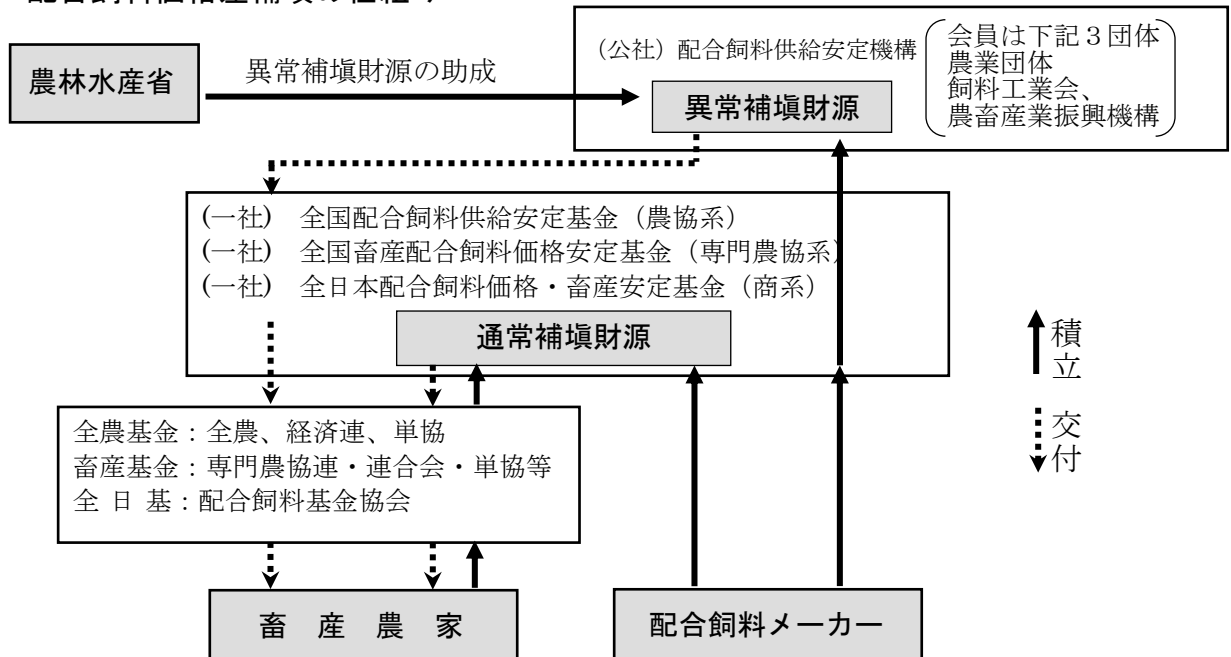 配合飼料価格差補塡の仕組み
農林水産省
異常補塡財源の助成
（公社）配合飼料供給安定機構
会員は下記３団体
農業団体
飼料工業会、
農畜産業振興機構
異常補塡財源
(一社)　全国配合飼料供給安定基金（農協系）
(一社)　全国畜産配合飼料価格安定基金（専門農協系）
(一社)　全日本配合飼料価格・畜産安定基金（商系）
通常補塡財源
積立
交付
全農基金：全農、経済連、単協
畜産基金：専門農協連・連合会・単協等
全 日 基：配合飼料基金協会
畜　産　農　家
配合飼料メーカー